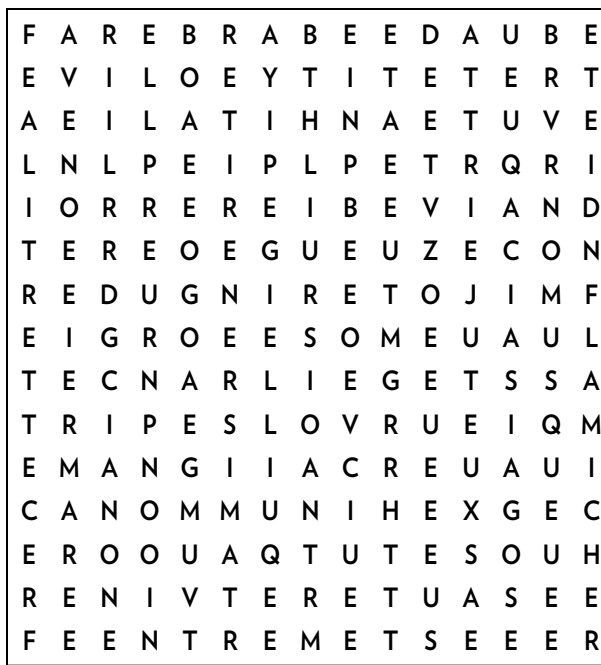 F A R E B R A B E E D A U B E
E V I L O E Y T I T E T E R T
A E I L A T I H N A E T U V E
L N L P E I P L P E T R Q R I
I O R R E R E I B E V I A N D
T E R E O E G U E U Z E C O N
R E D U G N I R E T O J I M F
E I G R O E E S O M E U A U L
T E C N A R L I E G E T S S A
T R I P E S L O V R U E I Q M
E M A N G I I A C R E U A U I
C A N O M M U N I H E X G E C
E R O O U A Q T U T E S O U H
R E N I V T E R E T U A S E E
F E E N T R E M E T S E E E R